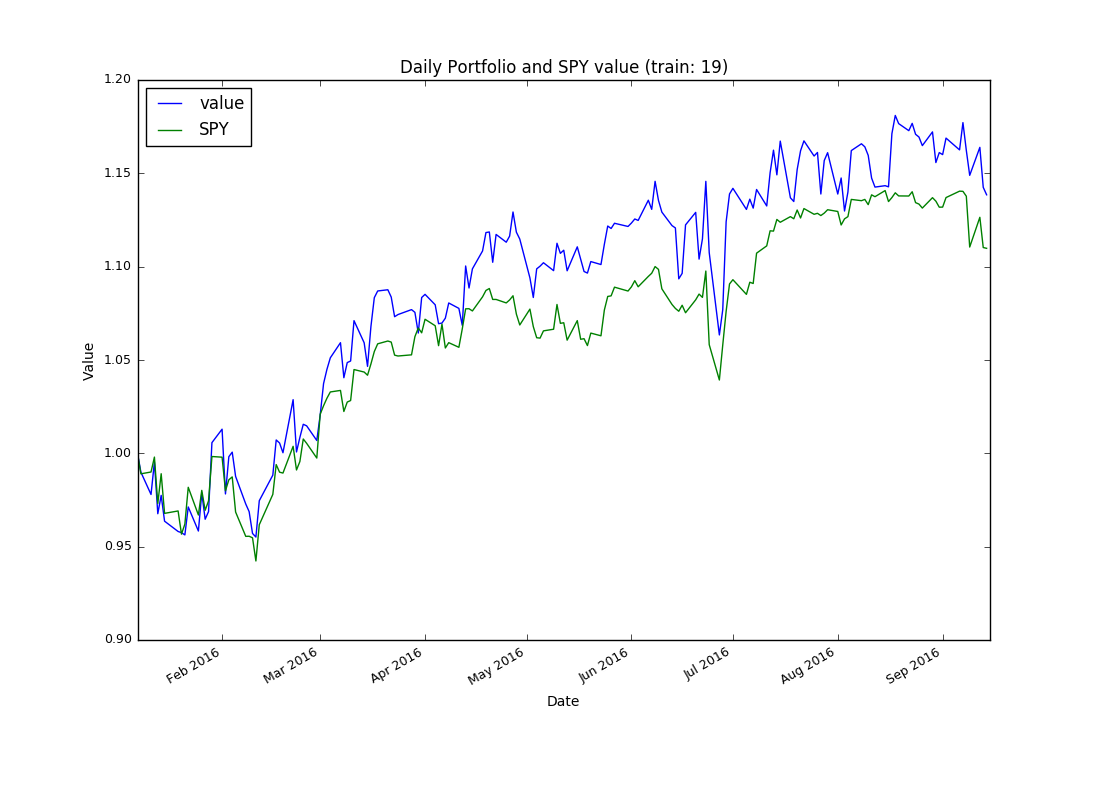 Daily Portfolio and SPY value (train: 19)
1.20
value
SPY
1.15
1.10
1.05
1.00
0.95
0.90
Value
Feb 2016
Mar 2016
Apr 2016
May 2016
Jun 2016
Jul 2016
Aug 2016
Sep 2016
Date